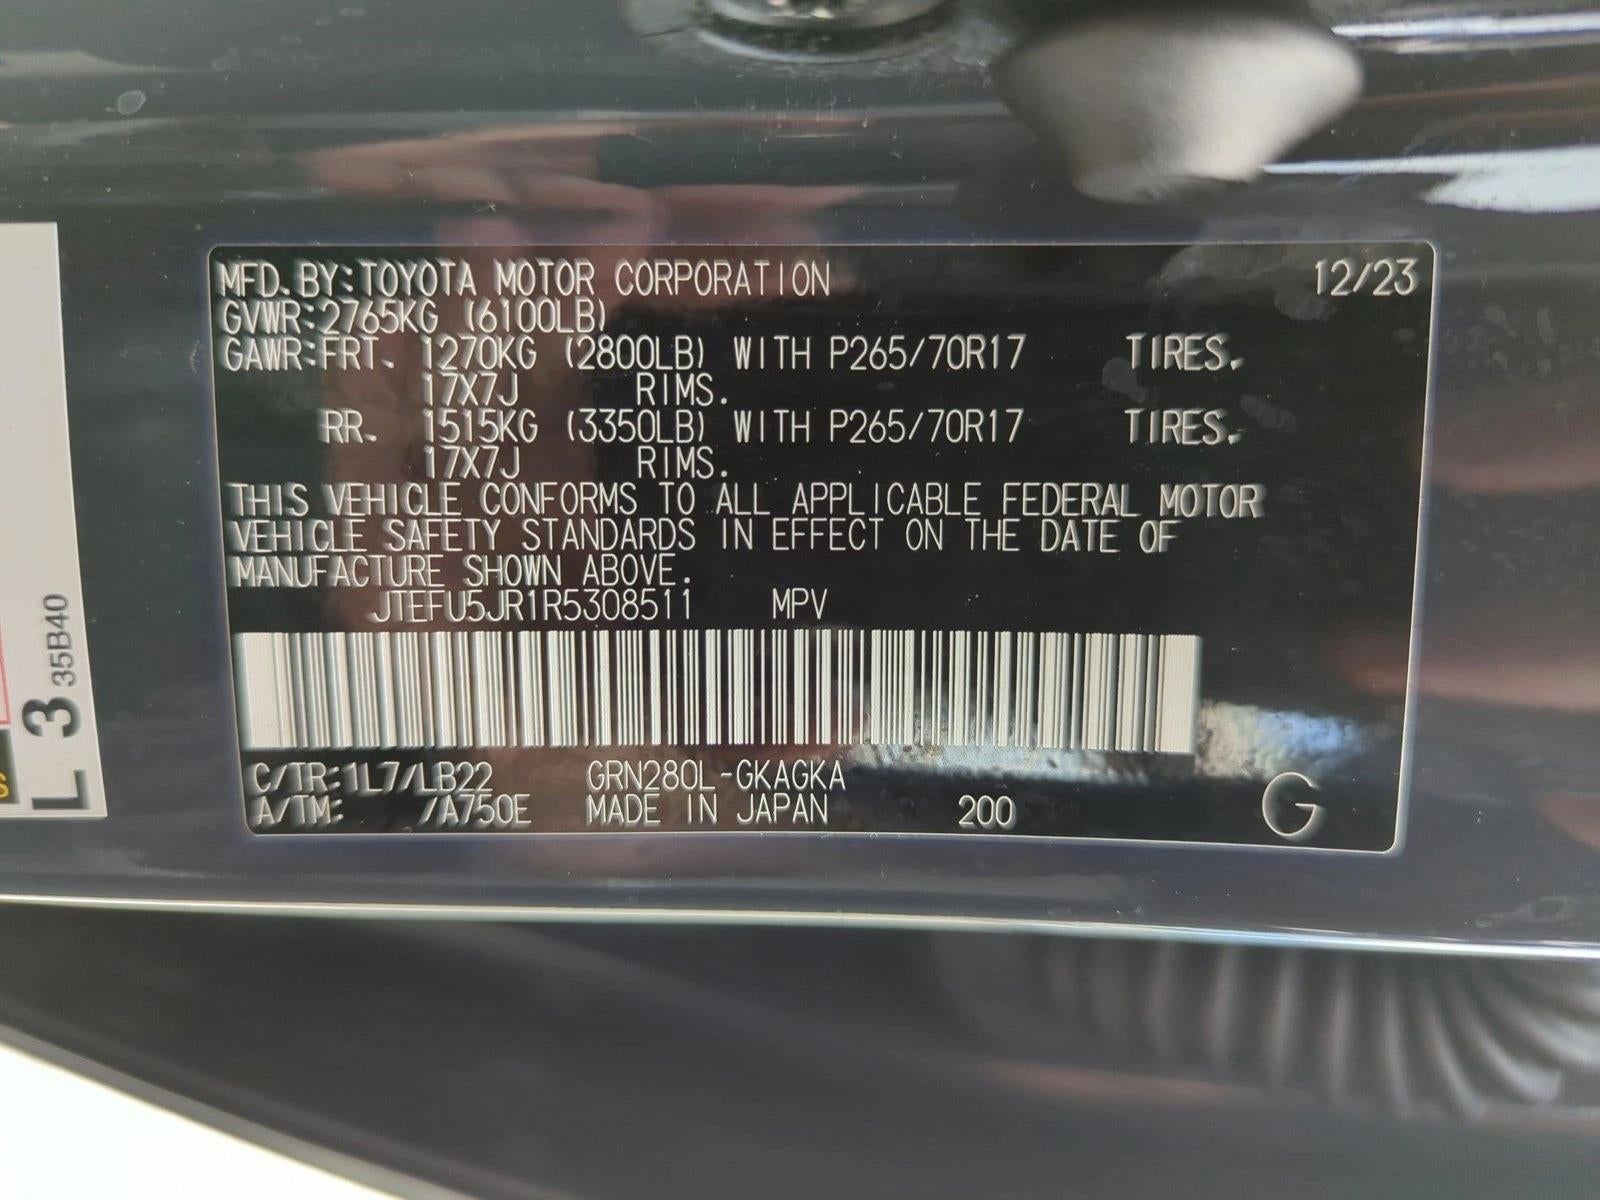 MFD. BY: TOYOTA MOTOR CORPORATION 12/23
GVWR: 2765KG (6100LB)
GAWR: FRT. 1270KG (2800LB) WITH P265/70R17 TIRES.
17X7J RIMS.
RR. 1515KG (3350LB) WITH P265/70R17 TIRES.
17X7J RIMS.
THIS VEHICLE CONFORMS TO ALL APPLICABLE FEDERAL MOTOR
VEHICLE SAFETY STANDARDS IN EFFECT ON THE DATE OF
MANUFACTURE SHOWN ABOVE.
JTEFU5JR1R5308511 MPV
C/TR: 1L7/LB22 GRN280L-GKAGKA
A/TM: /A750E MADE IN JAPAN 200 G
L3 35B40
S